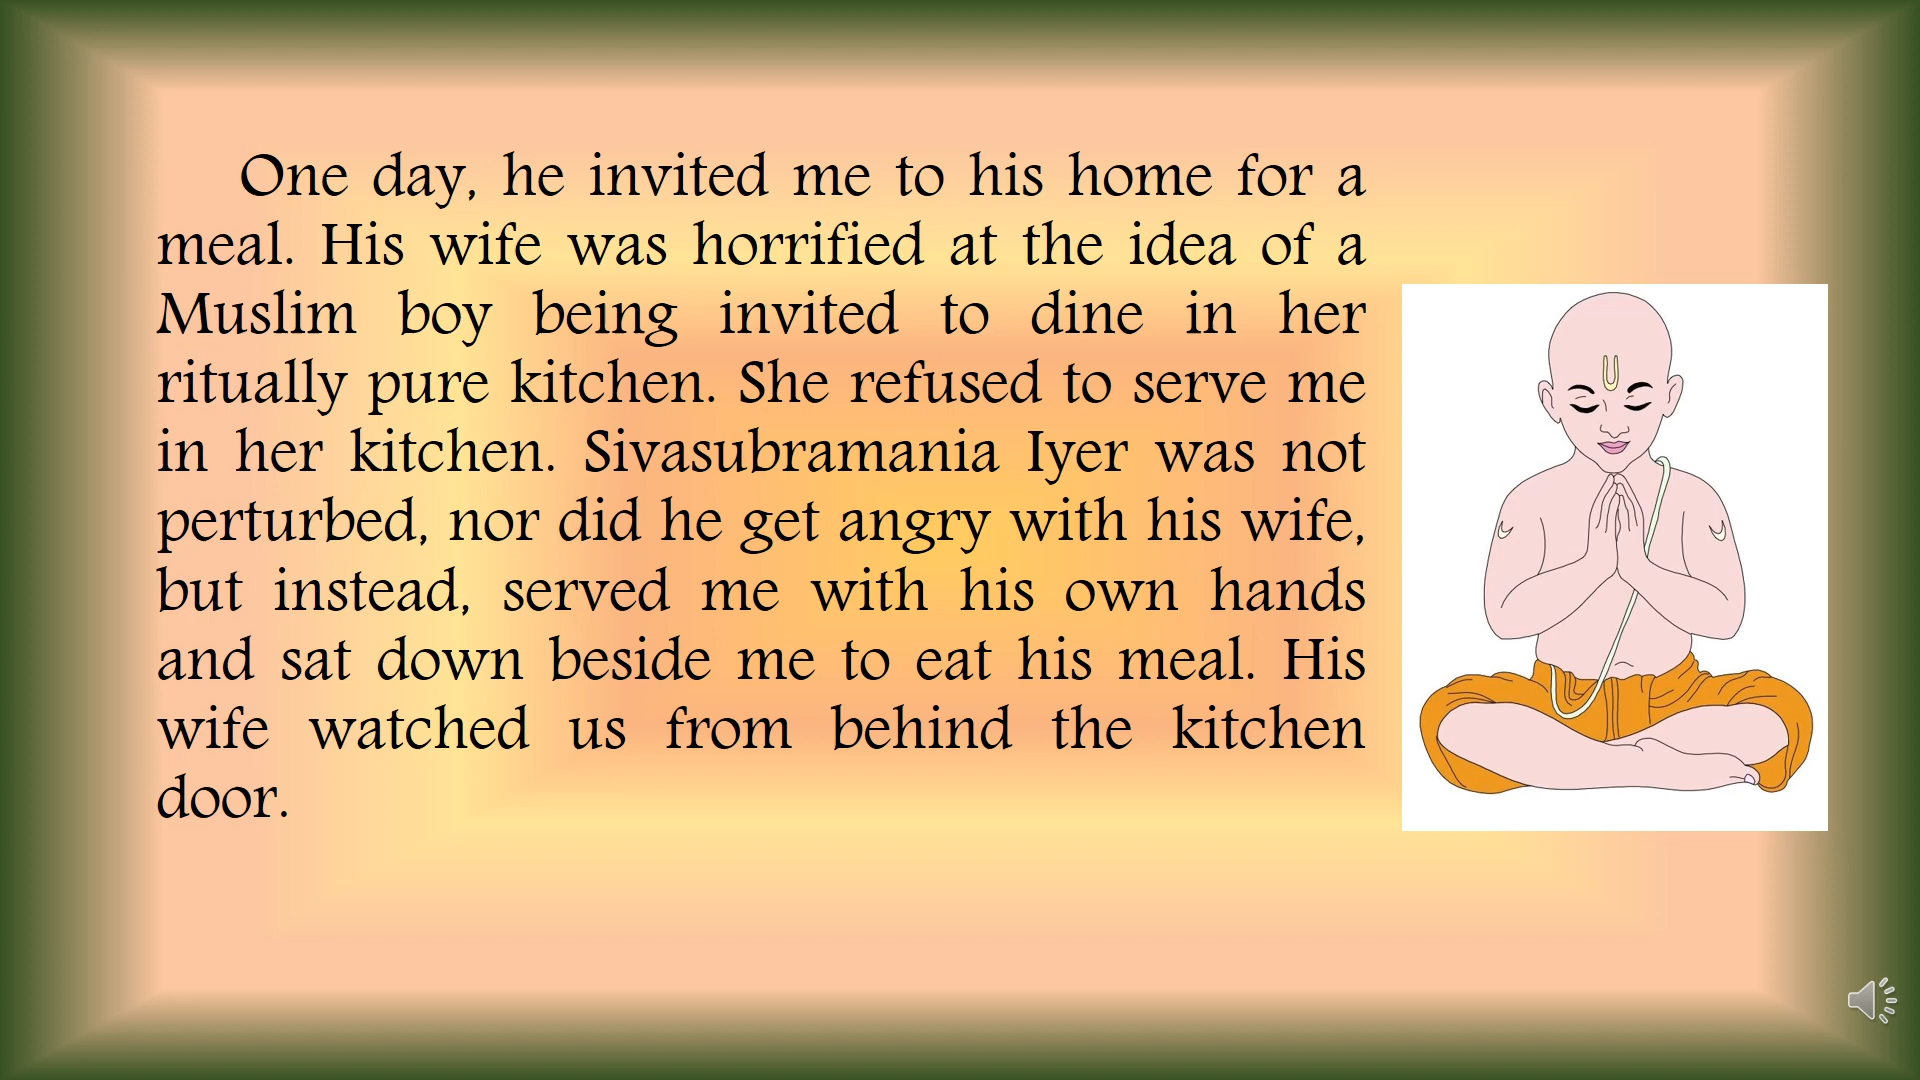 One day, he invited me to his home for a
meal. His wife was horrified at the idea of a
Muslim boy being invited to dine in her
ritually pure kitchen. She refused to serve me
in her kitchen. Sivasubramania Iyer was not
perturbed, nor did he get angry with his wife,
but instead, served me with his own hands
and sat down beside me to eat his meal. His
wife watched us from behind the kitchen
door.